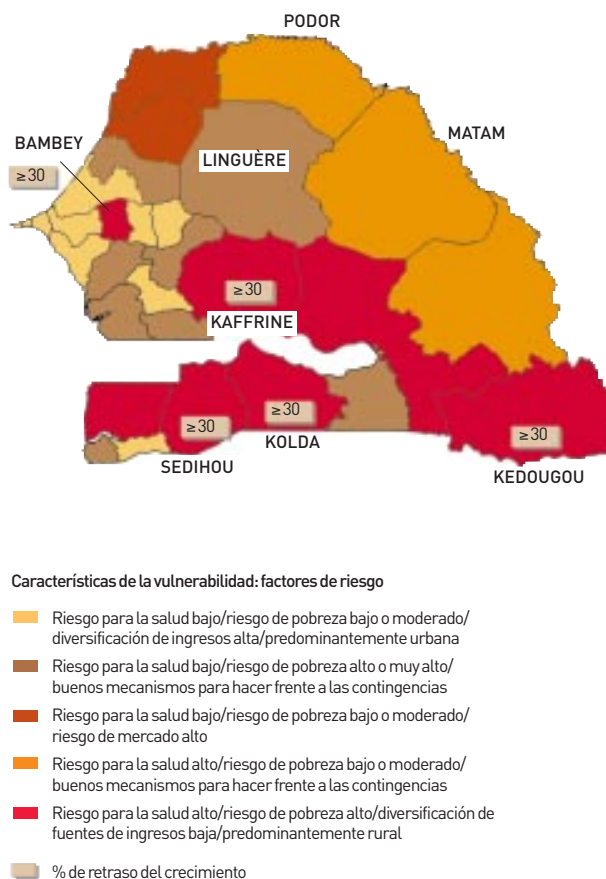 PODOR
MATAM
BAMBEY
LINGUÈRE
≥30
≥30
KAFFRINE
≥30
≥30
≥30
KOLDA
SEDIHOU
KEDOUGOU
Características de la vulnerabilidad: factores de riesgo
Riesgo para la salud bajo/riesgo de pobreza bajo o moderado/
diversificación de ingresos alta/predominantemente urbana
Riesgo para la salud bajo/riesgo de pobreza alto o muy alto/
buenos mecanismos para hacer frente a las contingencias
Riesgo para la salud bajo/riesgo de pobreza bajo o moderado/
riesgo de mercado alto
Riesgo para la salud alto/riesgo de pobreza bajo o moderado/
buenos mecanismos para hacer frente a las contingencias
Riesgo para la salud alto/riesgo de pobreza alto/diversificación de
fuentes de ingresos baja/predominantemente rural
% de retraso del crecimiento